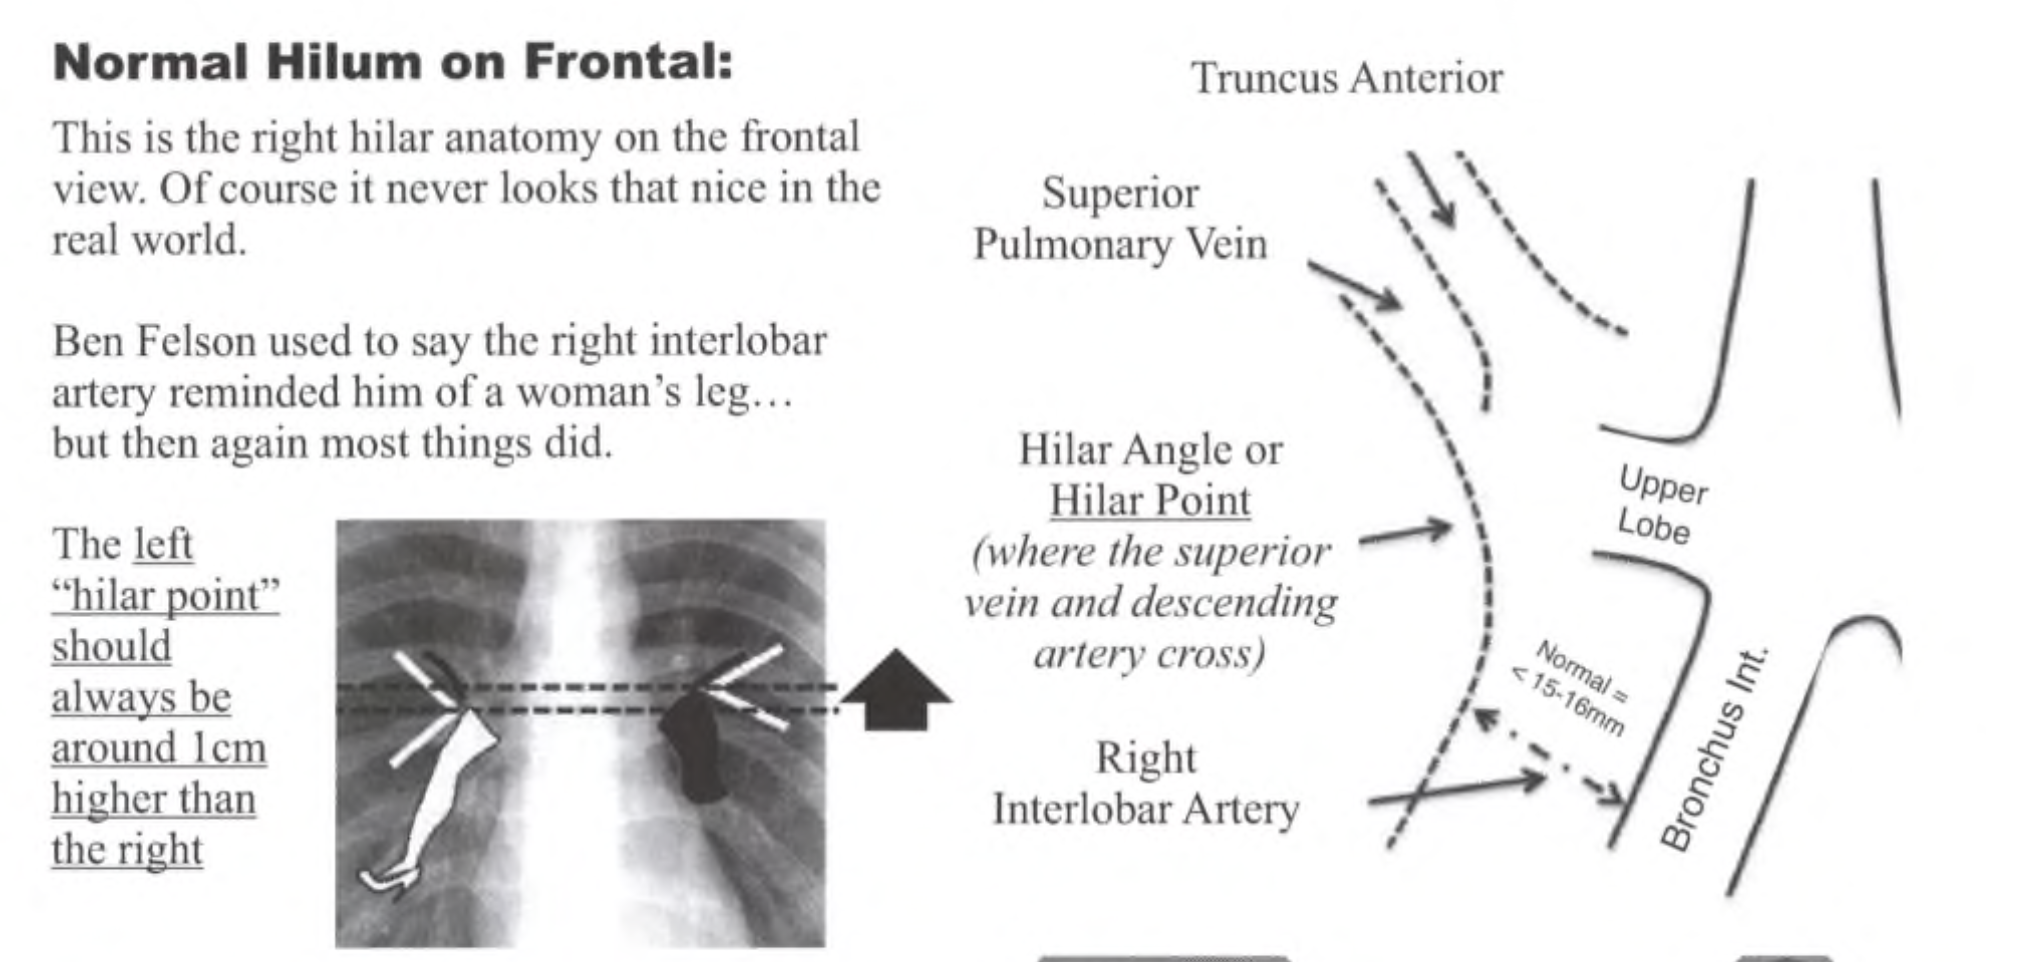 Normal Hilum on Frontal:
This is the right hilar anatomy on the frontal
view. Of course it never looks that nice in the
real world.
Ben Felson used to say the right interlobar
artery reminded him of a woman's leg…
but then again most things did.
The left
“hilar point”
should
always be
around 1cm
higher than
the right
Truncus Anterior
Superior
Pulmonary Vein
Hilar Angle or
Hilar Point
(where the superior
vein and descending
artery cross)
Right
Interlobar Artery
Upper
Lobe
Normal =
< 15-16mm
Bronchus Int.